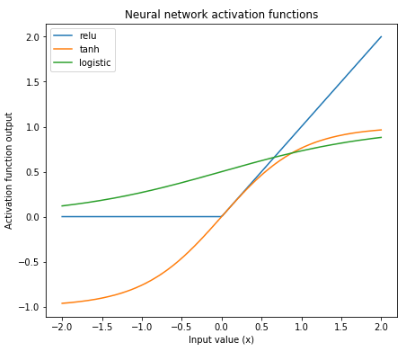 Neural network activation functions
relu
tanh
logistic
Activation function output
2.0
1.5
1.0
0.5
0.0
−0.5
−1.0
−2.0 −1.5 −1.0 −0.5 0.0 0.5 1.0 1.5 2.0
Input value (x)